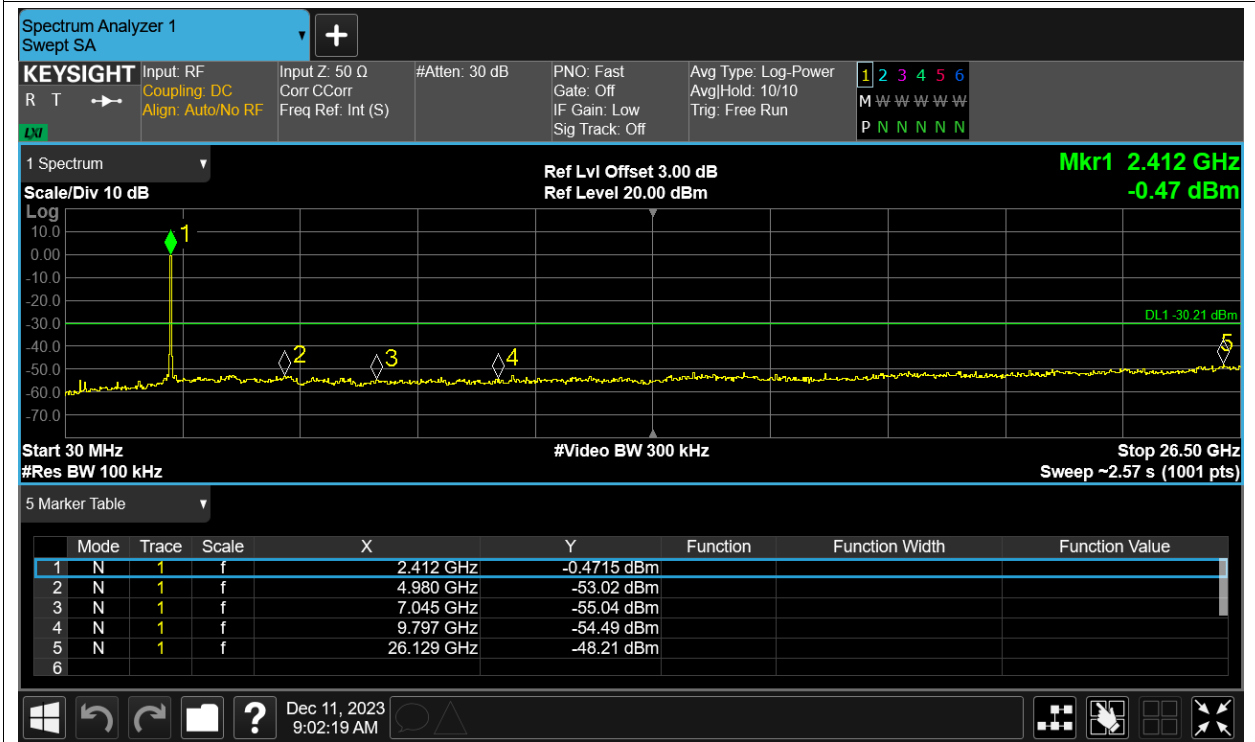 Spectrum Analyzer 1
Swept SA
+
KEYSIGHT
R T
LXI
Input: RF
Coupling: DC
Align: Auto/No RF
Input Z: 50 Ω
Corr CCorr
Freq Ref: Int (S)
#Atten: 30 dB
PNO: Fast
Gate: Off
IF Gain: Low
Sig Track: Off
Avg Type: Log-Power
Avg|Hold: 10/10
Trig: Free Run
1 2 3 4 5 6
M W W W W W
P N N N N N
1 Spectrum
Scale/Div 10 dB
Ref Lvl Offset 3.00 dB
Ref Level 20.00 dBm
Mkr1 2.412 GHz
-0.47 dBm
Log
10.0
0.00
-10.0
-20.0
-30.0
-40.0
-50.0
-60.0
-70.0
1
2
3
4
5
DL1 -30.21 dBm
Start 30 MHz
#Res BW 100 kHz
#Video BW 300 kHz
Stop 26.50 GHz
Sweep ~2.57 s (1001 pts)
5 Marker Table
Mode Trace Scale X Y Function Function Width Function Value
1 N 1 f 2.412 GHz -0.4715 dBm
2 N 1 f 4.980 GHz -53.02 dBm
3 N 1 f 7.045 GHz -55.04 dBm
4 N 1 f 9.797 GHz -54.49 dBm
5 N 1 f 26.129 GHz -48.21 dBm
6
?
Dec 11, 2023
9:02:19 AM